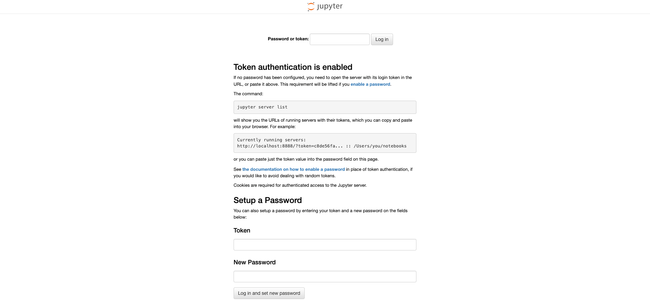 jupyter
Password or token:
Log in
Token authentication is enabled
If no password has been configured, you need to open the server with its login token in the
URL, or paste it above. This requirement will be lifted if you enable a password.
The command:
jupyter server list
will show you the URLs of running servers with their tokens, which you can copy and paste
into your browser. For example:
Currently running servers:
http://localhost:8888/?token=c8de56fa... :: /Users/you/notebooks
or you can paste just the token value into the password field on this page.
See the documentation on how to enable a password in place of token authentication, if
you would like to avoid dealing with random tokens.
Cookies are required for authenticated access to the Jupyter server.
Setup a Password
You can also setup a password by entering your token and a new password on the fields
below:
Token
New Password
Log in and set new password